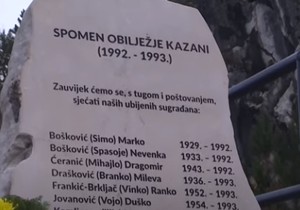 SPOMEN OBILJEŽJE KAZANI
(1992. - 1993.)
Zauvijek ćemo se, s tugom i poštovanjem,
sjećati naših ubijenih sugrađana:
Bošković (Simo) Marko 1929. - 1992.
Bošković (Spasoje) Nevenka 1933. - 1992.
Ćeranić (Mihajlo) Dragomir 1943. - 1992.
Drašković (Branko) Mileva 1936. - 1993.
Frankić-Brkljač (Vinko) Ranko 1952. - 1993.
Jovanović (Vojo) Duško 1954. - 1993.